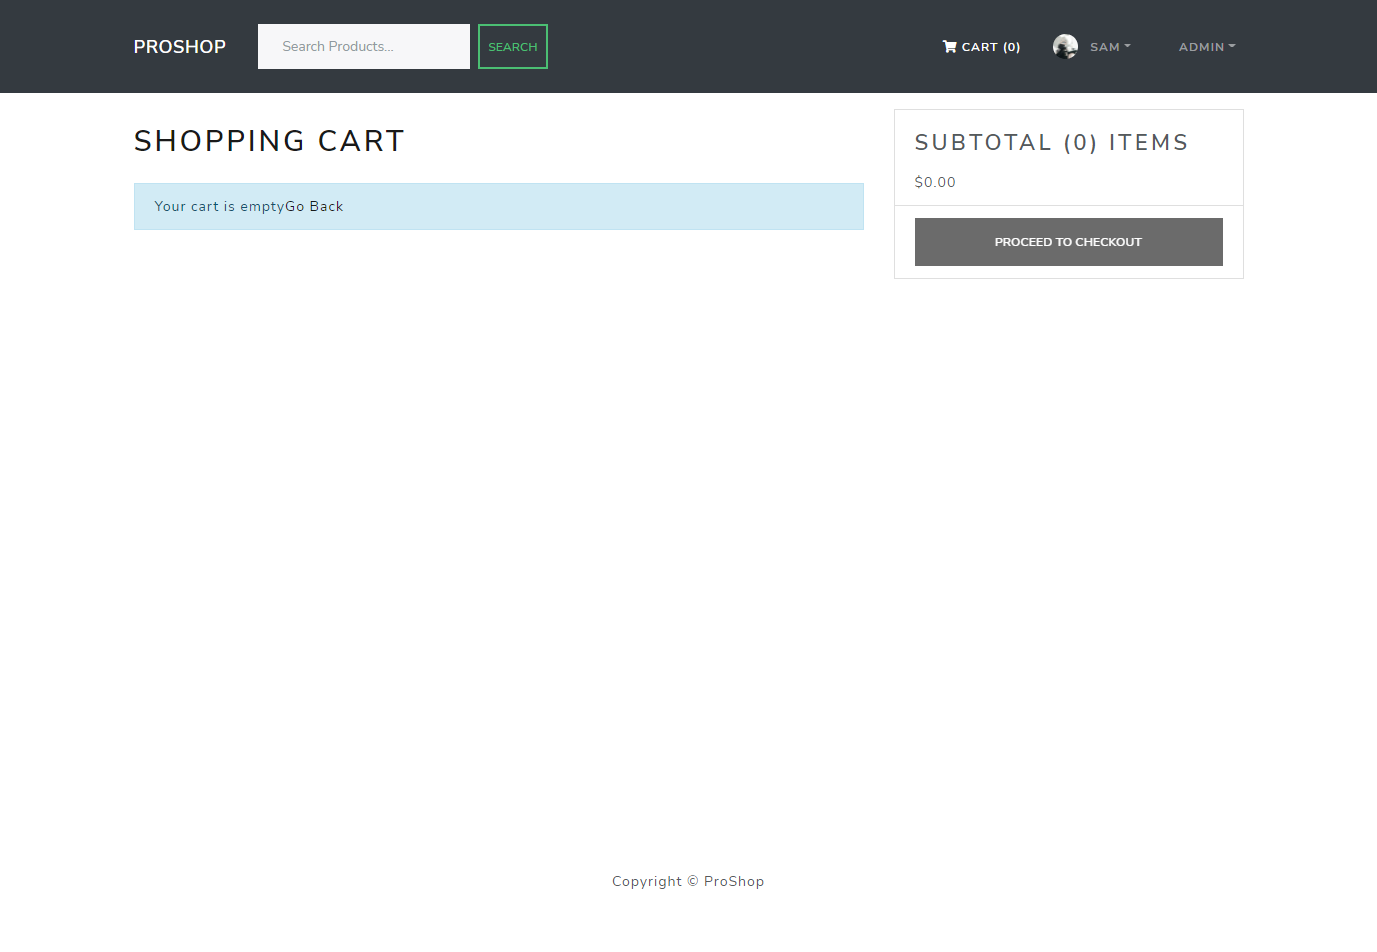 PROSHOP
Search Products...
SEARCH
CART (0)
SAM
ADMIN
SHOPPING CART
Your cart is emptyGo Back
SUBTOTAL (0) ITEMS
$0.00
PROCEED TO CHECKOUT
Copyright © ProShop